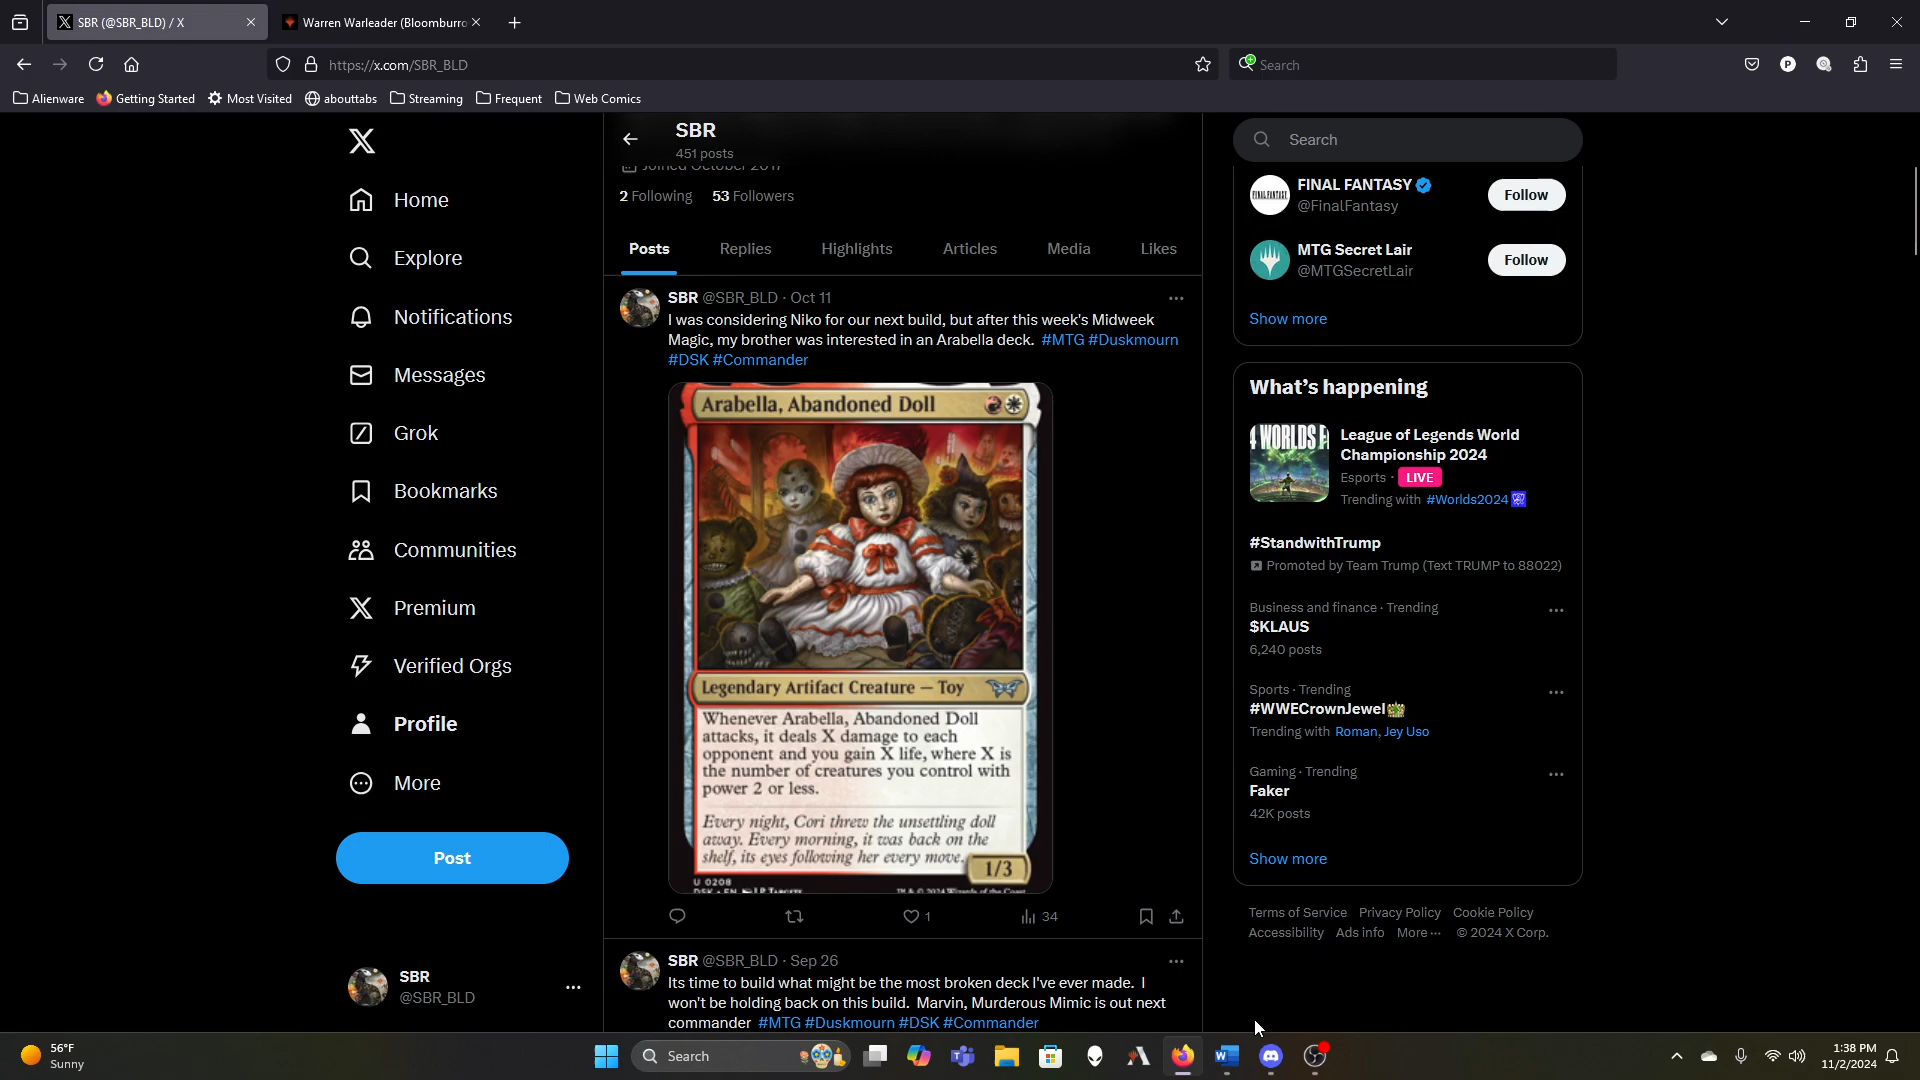 SBR (@SBR_BLD) / X
Warren Warleader (Bloomburro
https://x.com/SBR_BLD
Search
Alienware
Getting Started
Most Visited
abouttabs
Streaming
Frequent
Web Comics
Home
Explore
Notifications
Messages
Grok
Bookmarks
Communities
Premium
Verified Orgs
Profile
More
Post
SBR
@SBR_BLD
SBR
451 posts
Joined October 2017
2 Following 53 Followers
Posts
Replies
Highlights
Articles
Media
Likes
SBR @SBR_BLD · Oct 11
I was considering Niko for our next build, but after this week's Midweek
Magic, my brother was interested in an Arabella deck. #MTG #Duskmourn
#DSK #Commander
Arabella, Abandoned Doll
Legendary Artifact Creature — Toy
Whenever Arabella, Abandoned Doll
attacks, it deals X damage to each
opponent and you gain X life, where X is
the number of creatures you control with
power 2 or less.
Every night, Cori threw the unsettling doll
away. Every morning, it was back on the
shelf, its eyes following her every move.
1/3
U 0208
DSK • EN
™ & © 2024 Wizards of the Coast
1
34
SBR @SBR_BLD · Sep 26
Its time to build what might be the most broken deck I've ever made. I
won't be holding back on this build. Marvin, Murderous Mimic is out next
commander #MTG #Duskmourn #DSK #Commander
Search
FINAL FANTASY
@FinalFantasy
Follow
MTG Secret Lair
@MTGSecretLair
Follow
Show more
What's happening
League of Legends World
Championship 2024
Esports · LIVE
Trending with #Worlds2024
#StandwithTrump
Promoted by Team Trump (Text TRUMP to 88022)
Business and finance · Trending
$KLAUS
6,240 posts
Sports · Trending
#WWECrownJewel
Trending with Roman, Jey Uso
Gaming · Trending
Faker
42K posts
Show more
Terms of Service Privacy Policy Cookie Policy
Accessibility Ads info More ··· © 2024 X Corp.
56°F
Sunny
Search
1:38 PM
11/2/2024